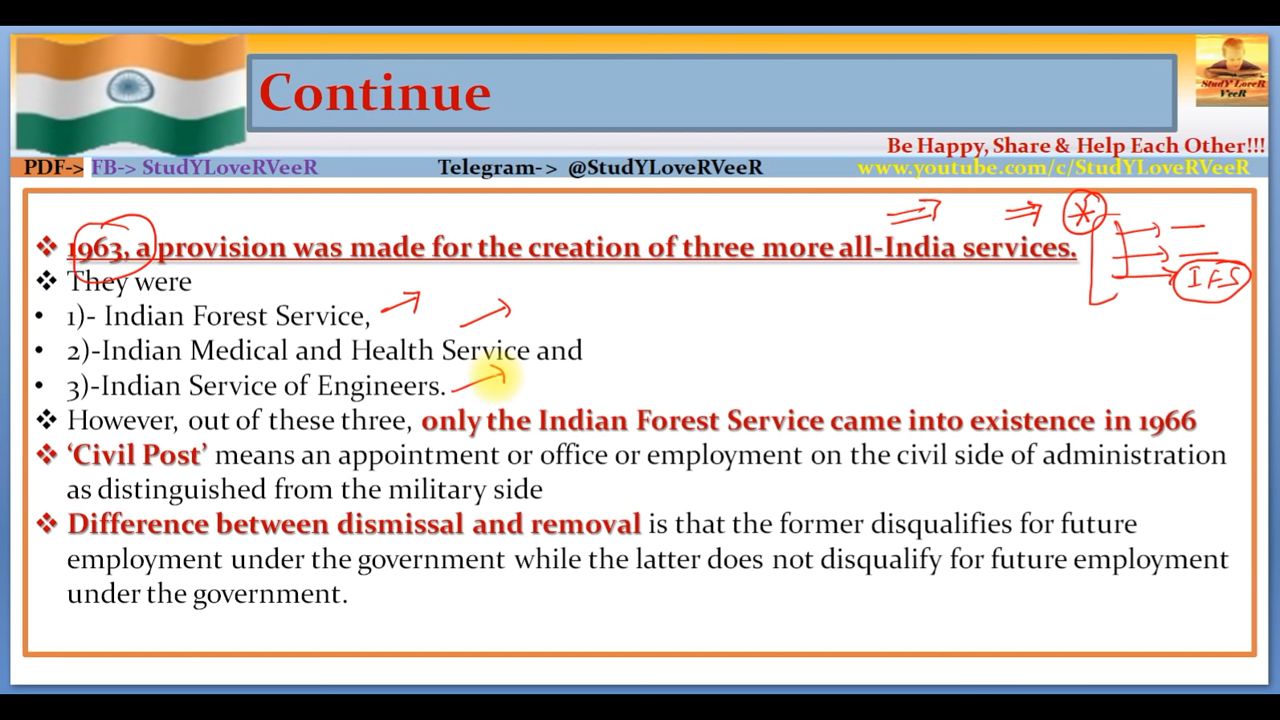 Continue
StudY LoveR
VeeR
Be Happy, Share & Help Each Other!!!
PDF-> FB-> StudYLoveRVeeR Telegram-> @StudYLoveRVeeR www.youtube.com/c/StudYLoveRVeeR
❖ 1963, a provision was made for the creation of three more all-India services.
IFS
❖ They were
• 1)- Indian Forest Service,
• 2)-Indian Medical and Health Service and
• 3)-Indian Service of Engineers.
❖ However, out of these three, only the Indian Forest Service came into existence in 1966
❖ ‘Civil Post’ means an appointment or office or employment on the civil side of administration
as distinguished from the military side
❖ Difference between dismissal and removal is that the former disqualifies for future
employment under the government while the latter does not disqualify for future employment
under the government.